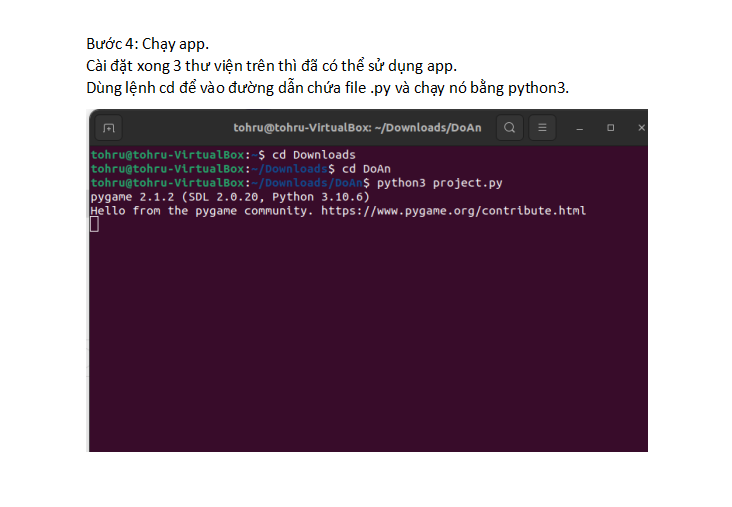 Bước 4: Chạy app.
Cài đặt xong 3 thư viện trên thì đã có thể sử dụng app.
Dùng lệnh cd để vào đường dẫn chứa file .py và chạy nó bằng python3.
tohru@tohru-VirtualBox: ~/Downloads/DoAn
tohru@tohru-VirtualBox:~$ cd Downloads
tohru@tohru-VirtualBox:~/Downloads$ cd DoAn
tohru@tohru-VirtualBox:~/Downloads/DoAn$ python3 project.py
pygame 2.1.2 (SDL 2.0.20, Python 3.10.6)
Hello from the pygame community. https://www.pygame.org/contribute.html